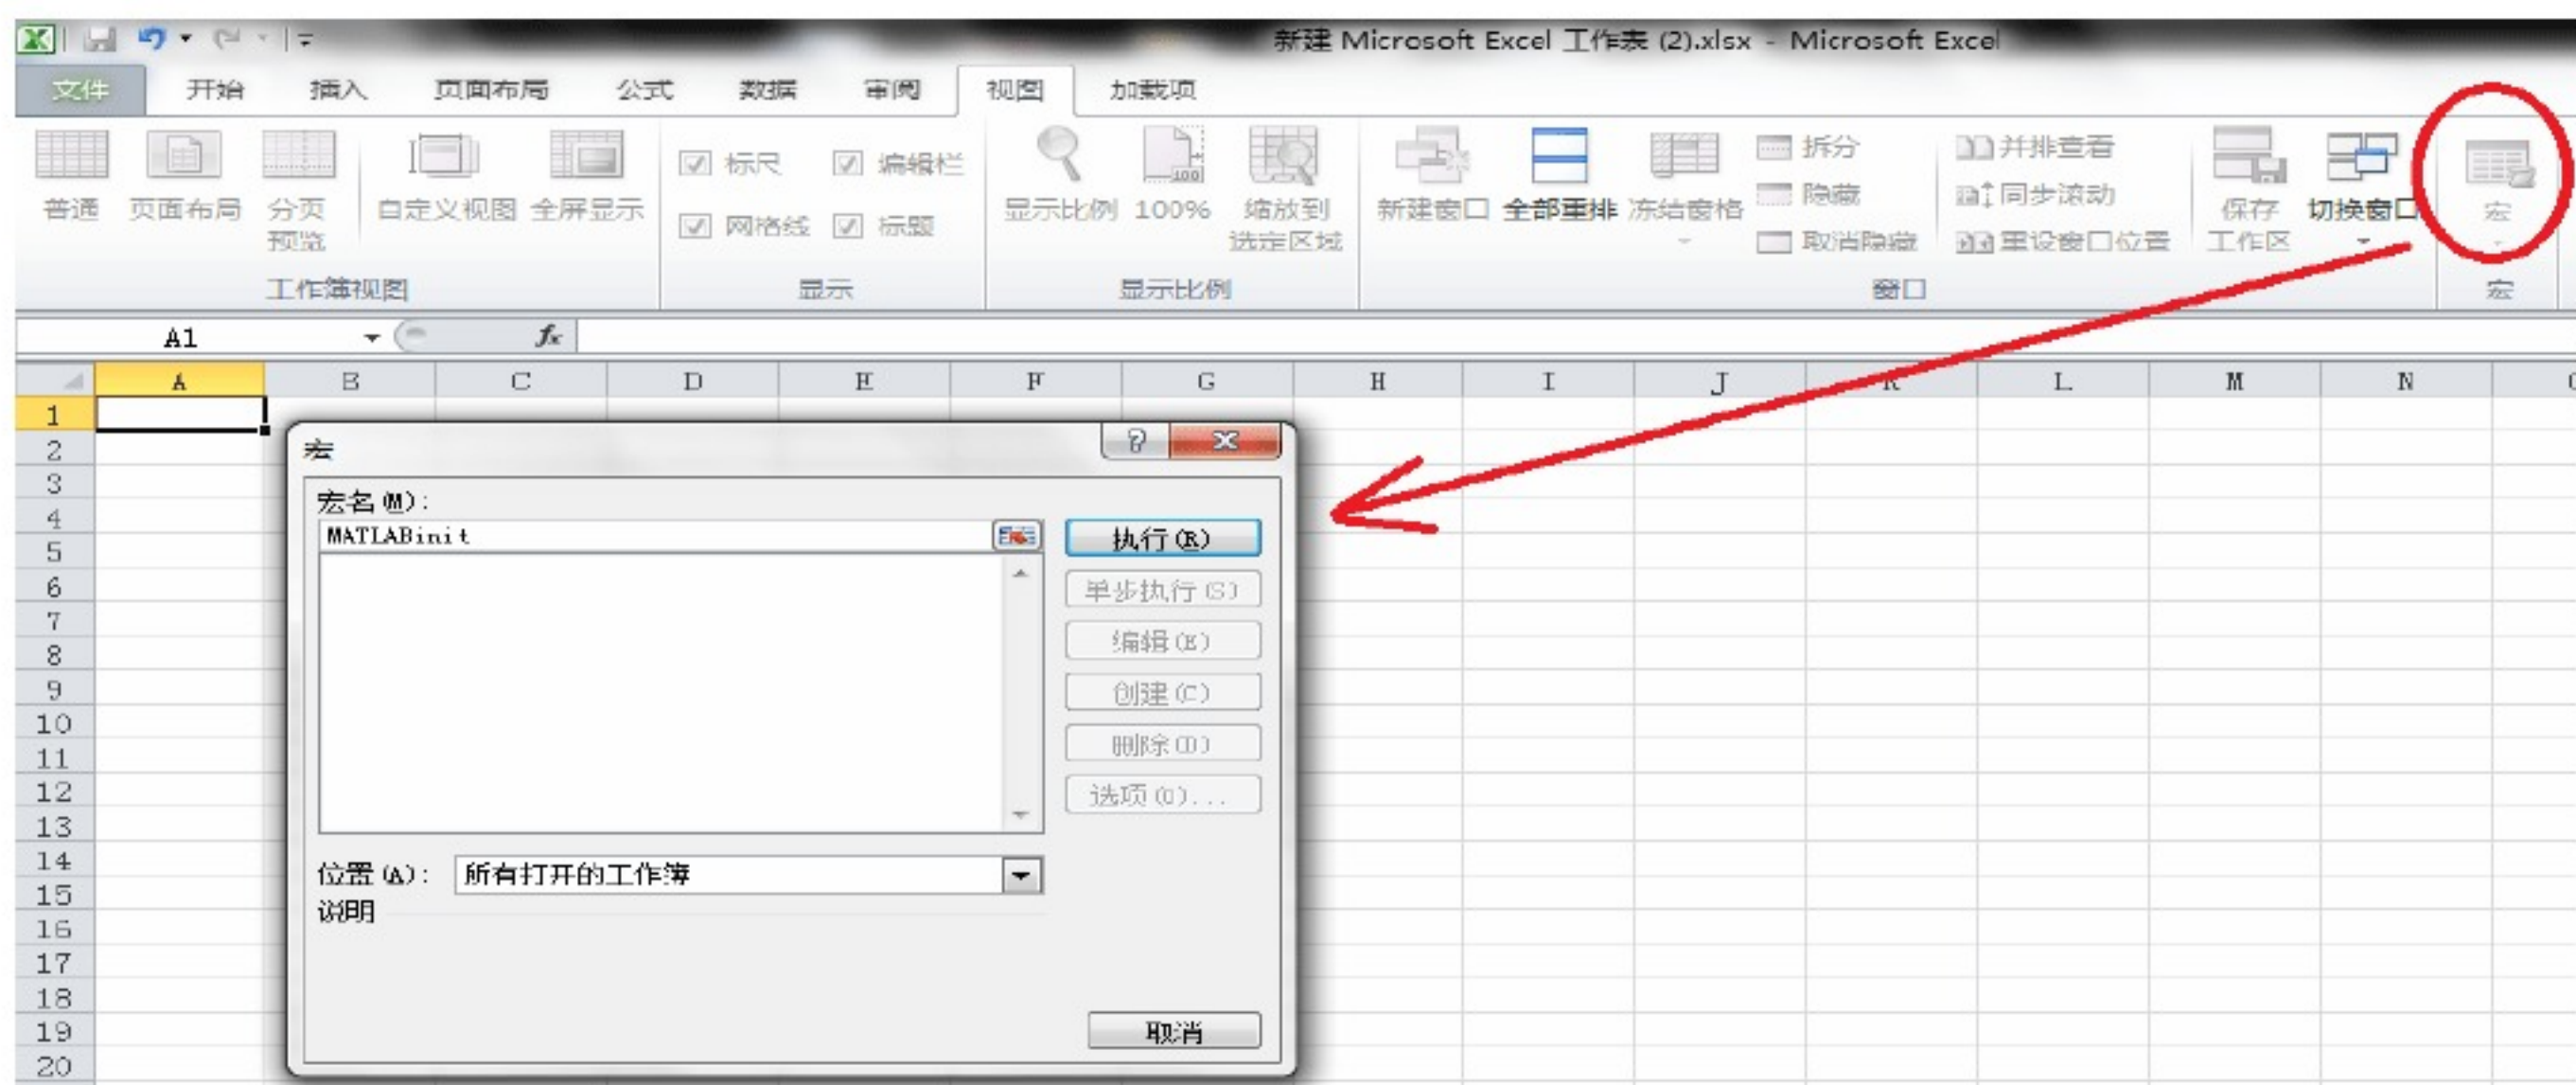 新建 Microsoft Excel 工作表 (2).xlsx - Microsoft Excel
文件 开始 插入 页面布局 公式 数据 审阅 视图 加载项
普通 页面布局 分页预览 自定义视图 全屏显示
工作簿视图
标尺 编辑栏
网格线 标题
显示
显示比例 100% 缩放到选定区域
显示比例
新建窗口 全部重排 冻结窗格
拆分
隐藏
取消隐藏
并排查看
同步滚动
重设窗口位置
保存工作区 切换窗口
窗口
宏
宏
A1 fx
A B C D E F G H I J K L M N
1
2
3
4
5
6
7
8
9
10
11
12
13
14
15
16
17
18
19
20
宏
宏名(M):
MATLABinit
执行(R)
单步执行(S)
编辑(E)
创建(C)
删除(D)
选项(O)...
位置(A): 所有打开的工作簿
说明
取消